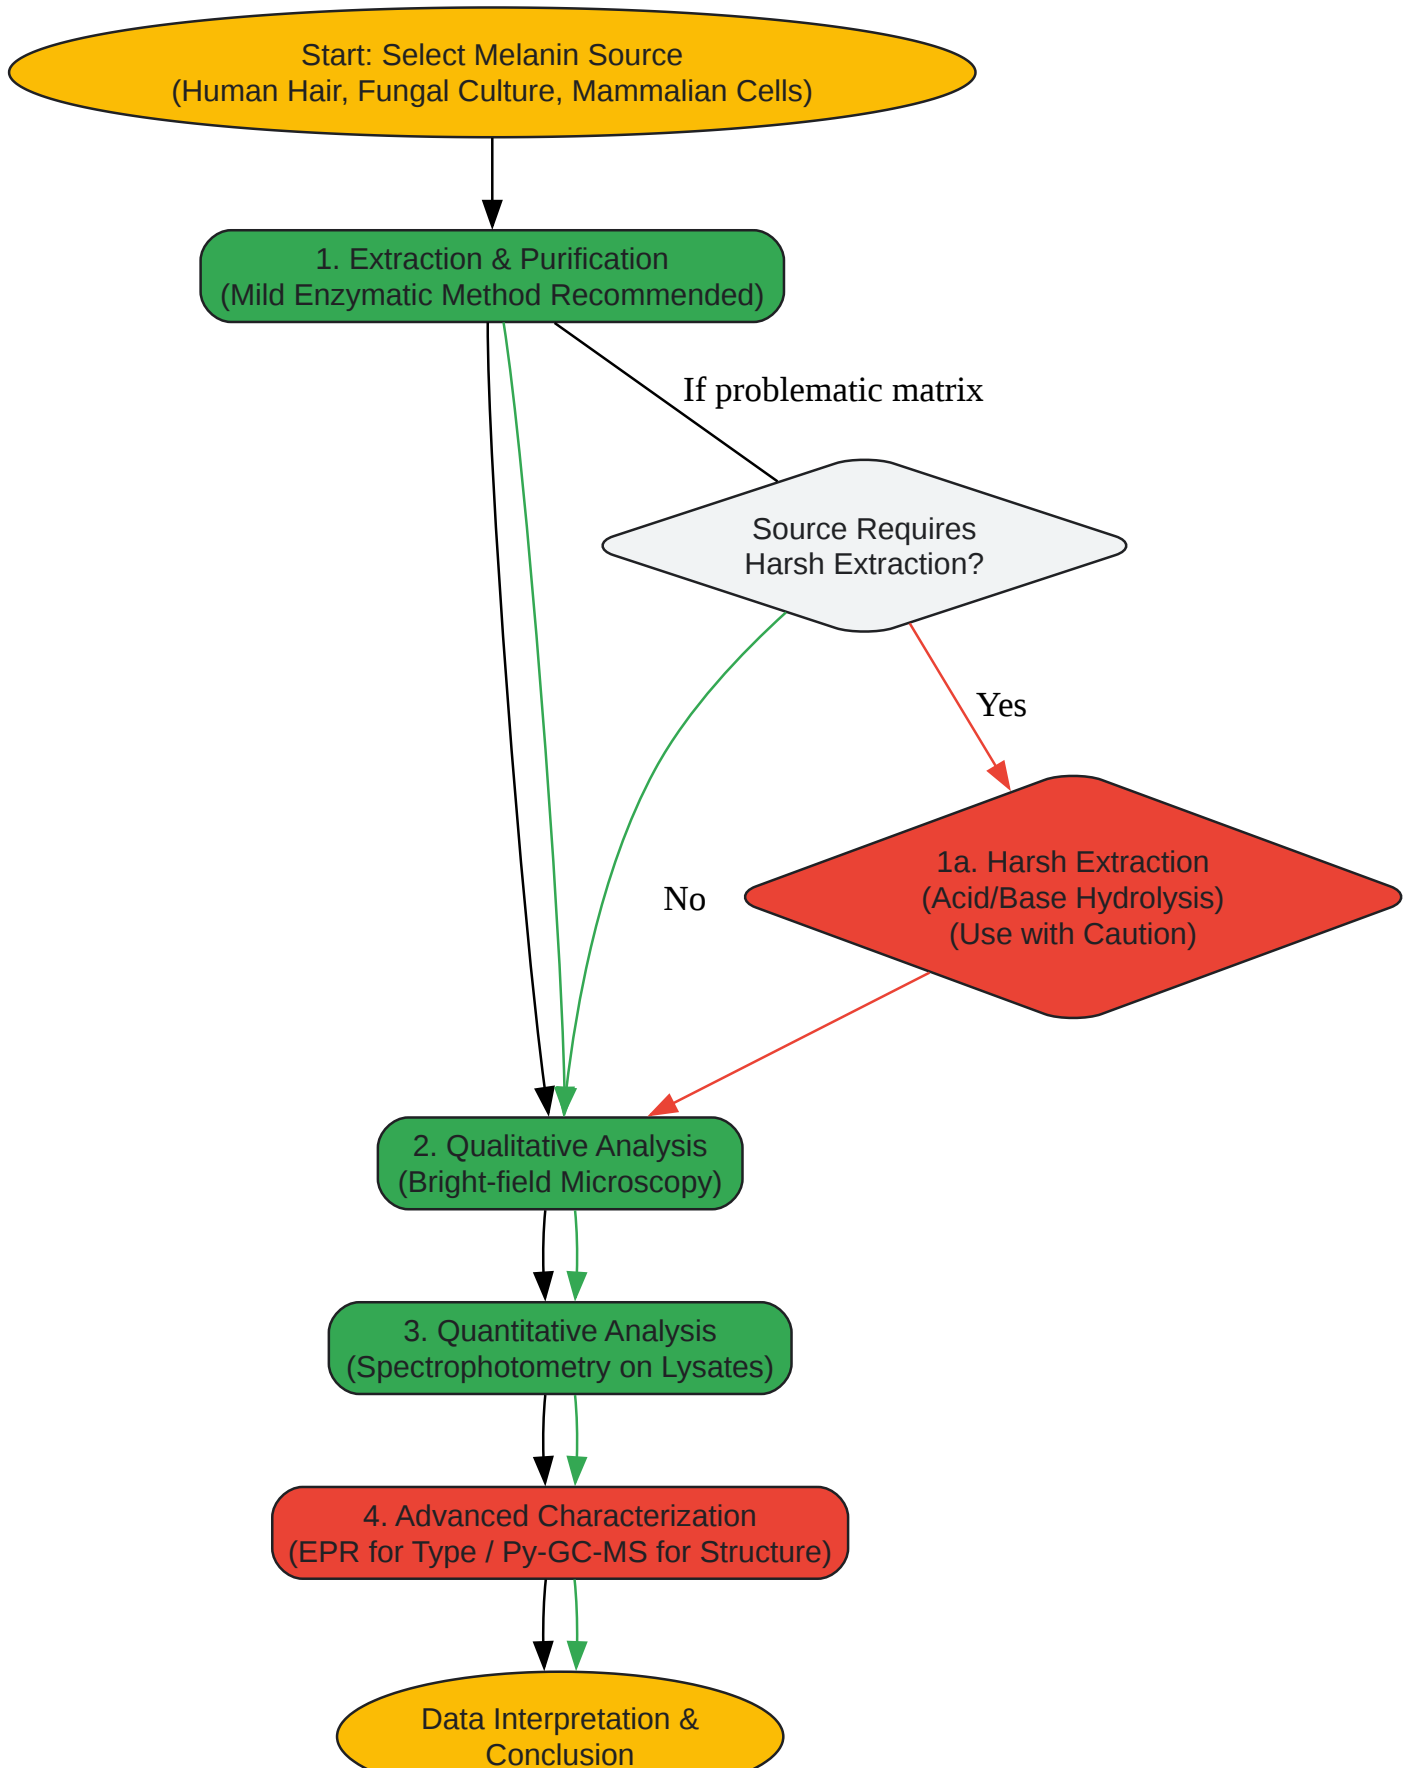 Start: Select Melanin Source
(Human Hair, Fungal Culture, Mammalian Cells)
1. Extraction & Purification
(Mild Enzymatic Method Recommended)
If problematic matrix
Source Requires
Harsh Extraction?
Yes
1a. Harsh Extraction
(Acid/Base Hydrolysis)
(Use with Caution)
No
2. Qualitative Analysis
(Bright-field Microscopy)
3. Quantitative Analysis
(Spectrophotometry on Lysates)
4. Advanced Characterization
(EPR for Type / Py-GC-MS for Structure)
Data Interpretation &
Conclusion